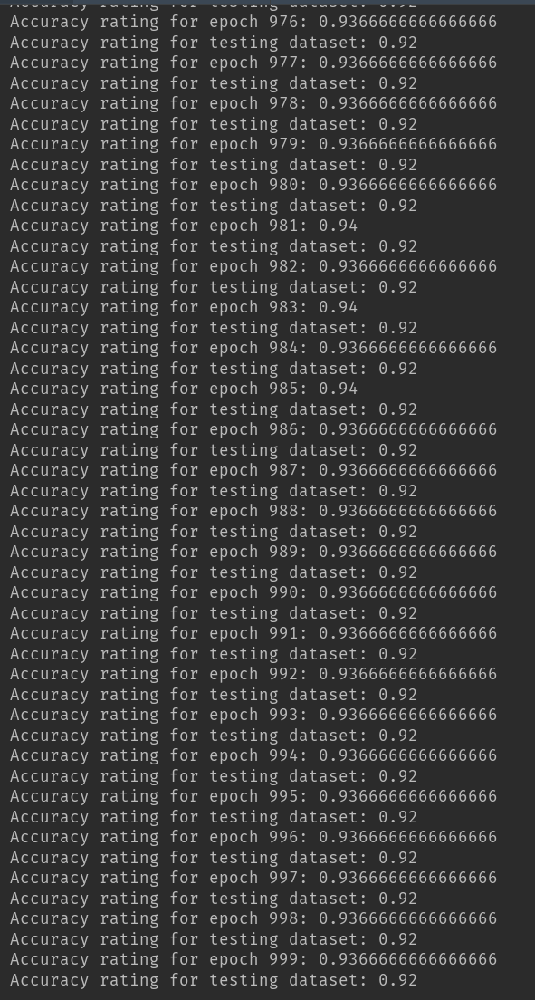 Accuracy rating for testing dataset: 0.92
Accuracy rating for epoch 976: 0.9366666666666666
Accuracy rating for testing dataset: 0.92
Accuracy rating for epoch 977: 0.9366666666666666
Accuracy rating for testing dataset: 0.92
Accuracy rating for epoch 978: 0.9366666666666666
Accuracy rating for testing dataset: 0.92
Accuracy rating for epoch 979: 0.9366666666666666
Accuracy rating for testing dataset: 0.92
Accuracy rating for epoch 980: 0.9366666666666666
Accuracy rating for testing dataset: 0.92
Accuracy rating for epoch 981: 0.94
Accuracy rating for testing dataset: 0.92
Accuracy rating for epoch 982: 0.9366666666666666
Accuracy rating for testing dataset: 0.92
Accuracy rating for epoch 983: 0.94
Accuracy rating for testing dataset: 0.92
Accuracy rating for epoch 984: 0.9366666666666666
Accuracy rating for testing dataset: 0.92
Accuracy rating for epoch 985: 0.94
Accuracy rating for testing dataset: 0.92
Accuracy rating for epoch 986: 0.9366666666666666
Accuracy rating for testing dataset: 0.92
Accuracy rating for epoch 987: 0.9366666666666666
Accuracy rating for testing dataset: 0.92
Accuracy rating for epoch 988: 0.9366666666666666
Accuracy rating for testing dataset: 0.92
Accuracy rating for epoch 989: 0.9366666666666666
Accuracy rating for testing dataset: 0.92
Accuracy rating for epoch 990: 0.9366666666666666
Accuracy rating for testing dataset: 0.92
Accuracy rating for epoch 991: 0.9366666666666666
Accuracy rating for testing dataset: 0.92
Accuracy rating for epoch 992: 0.9366666666666666
Accuracy rating for testing dataset: 0.92
Accuracy rating for epoch 993: 0.9366666666666666
Accuracy rating for testing dataset: 0.92
Accuracy rating for epoch 994: 0.9366666666666666
Accuracy rating for testing dataset: 0.92
Accuracy rating for epoch 995: 0.9366666666666666
Accuracy rating for testing dataset: 0.92
Accuracy rating for epoch 996: 0.9366666666666666
Accuracy rating for testing dataset: 0.92
Accuracy rating for epoch 997: 0.9366666666666666
Accuracy rating for testing dataset: 0.92
Accuracy rating for epoch 998: 0.9366666666666666
Accuracy rating for testing dataset: 0.92
Accuracy rating for epoch 999: 0.9366666666666666
Accuracy rating for testing dataset: 0.92